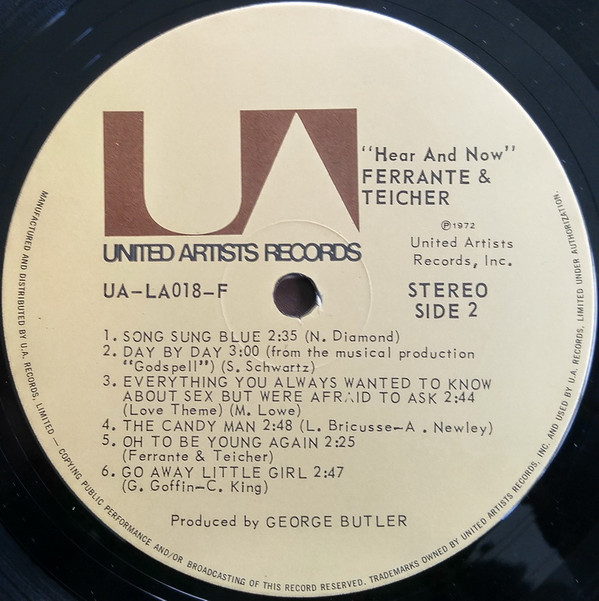 UA
"Hear And Now"
FERRANTE &
TEICHER
℗1972
United Artists
Records, Inc.
UNITED ARTISTS RECORDS
UA-LA018-F
STEREO
SIDE 2
1. SONG SUNG BLUE 2:35 (N. Diamond)
2. DAY BY DAY 3:00 (from the musical production
"Godspell") (S. Schwartz)
3. EVERYTHING YOU ALWAYS WANTED TO KNOW
ABOUT SEX BUT WERE AFRAID TO ASK 2:44
(Love Theme) (M. Lowe)
4. THE CANDY MAN 2:48 (L. Bricusse-A. Newley)
5. OH TO BE YOUNG AGAIN 2:25
(Ferrante & Teicher)
6. GO AWAY LITTLE GIRL 2:47
(G. Goffin-C. King)
Produced by GEORGE BUTLER
MANUFACTURED AND DISTRIBUTED BY U.A. RECORDS, LIMITED — COPYING PUBLIC PERFORMANCE AND/OR BROADCASTING OF THIS RECORD RESERVED. TRADEMARKS OWNED BY UNITED ARTISTS RECORDS, INC. AND USED BY U.A. RECORDS, LIMITED UNDER AUTHORIZATION.